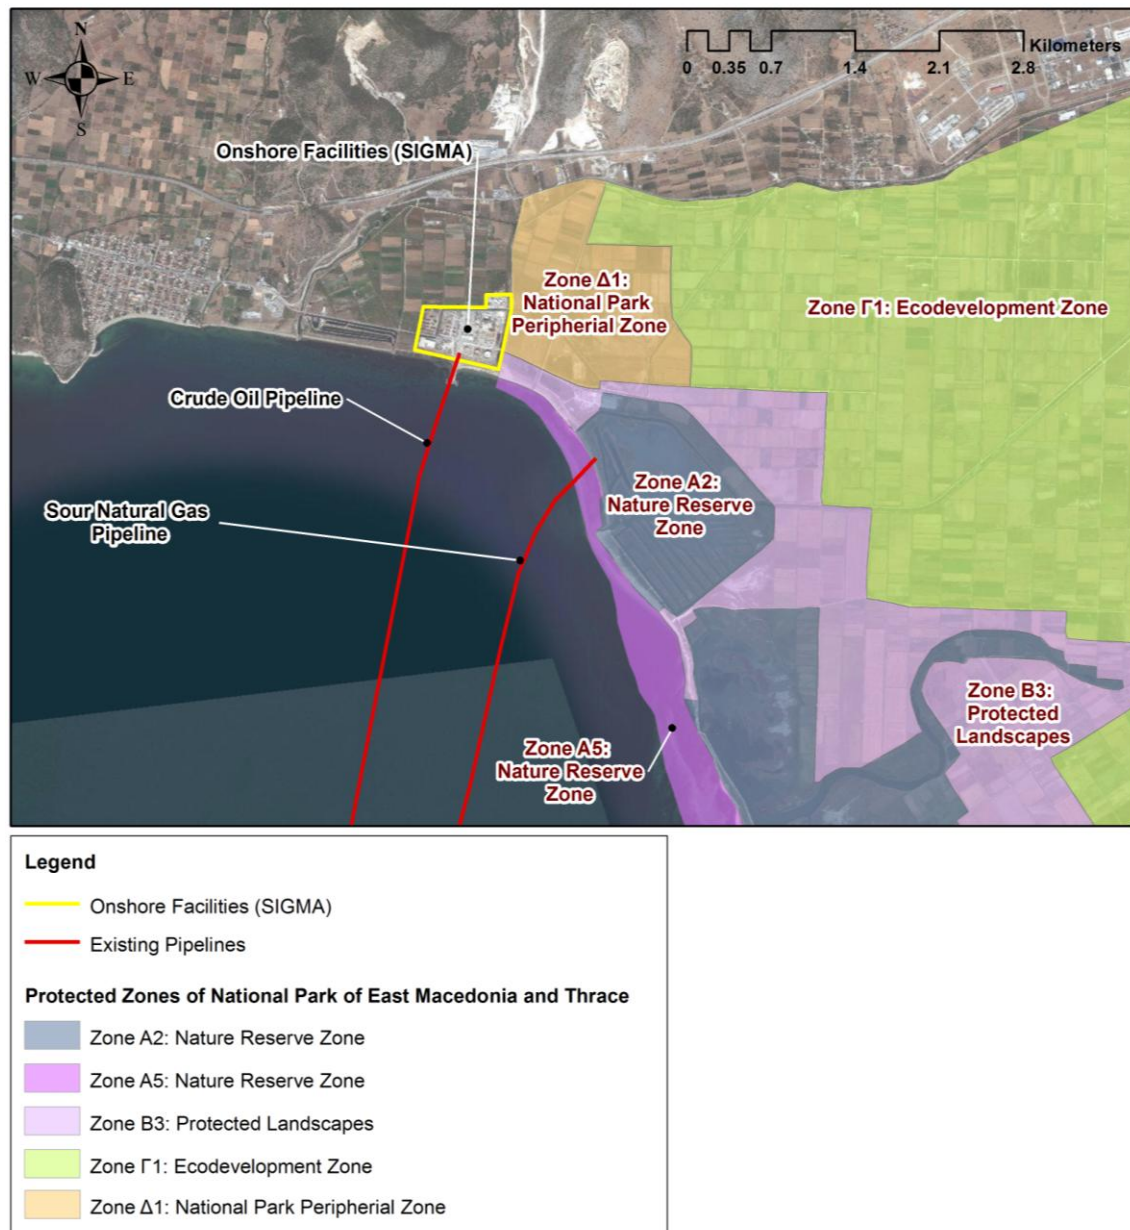 N
W E
S
0 0.35 0.7 1.4 2.1 2.8
Kilometers
Onshore Facilities (SIGMA)
Zone Δ1:
National Park
Peripherial Zone
Zone Γ1: Ecodevelopment Zone
Crude Oil Pipeline
Sour Natural Gas
Pipeline
Zone A2:
Nature Reserve
Zone
Zone B3:
Protected
Landscapes
Zone A5:
Nature Reserve
Zone
Legend
Onshore Facilities (SIGMA)
Existing Pipelines
Protected Zones of National Park of East Macedonia and Thrace
Zone A2: Nature Reserve Zone
Zone A5: Nature Reserve Zone
Zone B3: Protected Landscapes
Zone Γ1: Ecodevelopment Zone
Zone Δ1: National Park Peripherial Zone